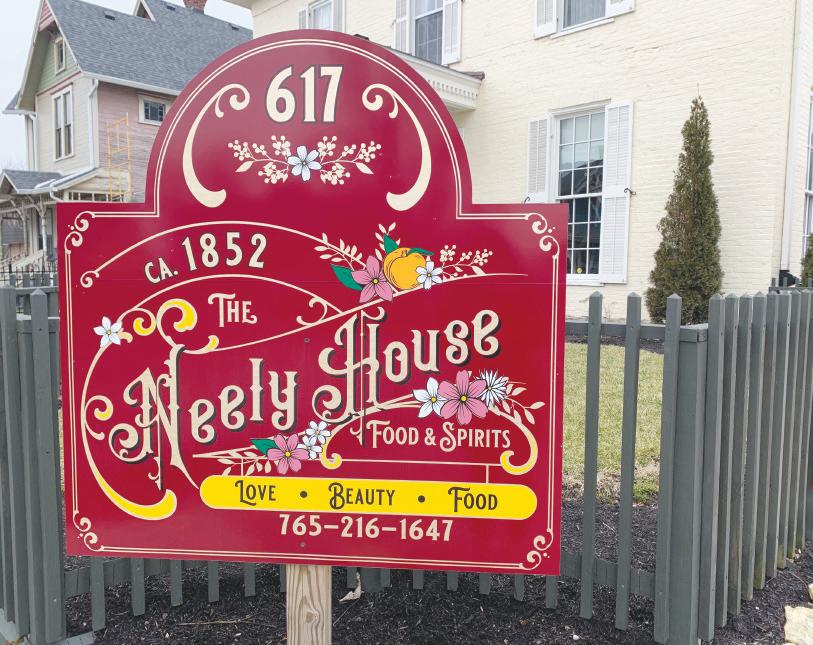 617
CA. 1852
THE
Neely House
FOOD & SPIRITS
LOVE • BEAUTY • FOOD
765-216-1647